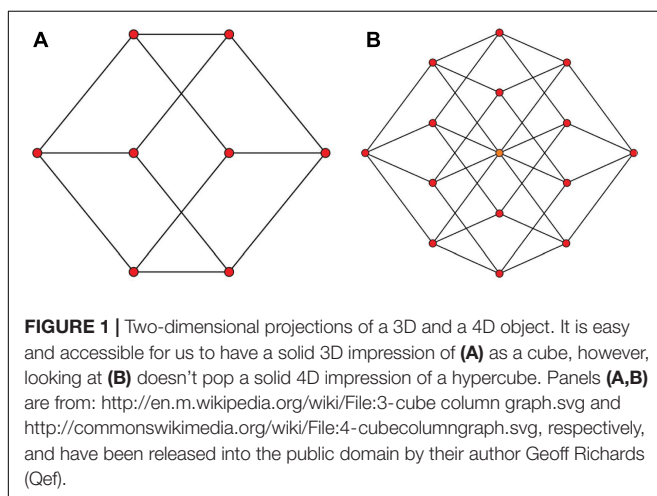 A
B
FIGURE 1 | Two-dimensional projections of a 3D and a 4D object. It is easy
and accessible for us to have a solid 3D impression of (A) as a cube, however,
looking at (B) doesn't pop a solid 4D impression of a hypercube. Panels (A,B)
are from: http://en.m.wikipedia.org/wiki/File:3-cube column graph.svg and
http://commonswikimedia.org/wiki/File:4-cubecolumngraph.svg, respectively,
and have been released into the public domain by their author Geoff Richards
(Qef).